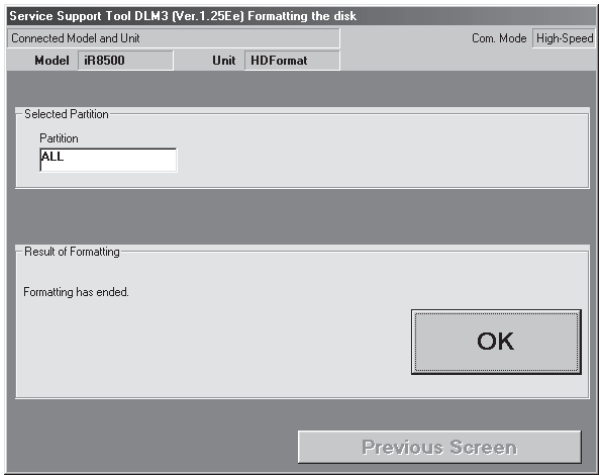 Service Support Tool DLM3 (Ver.1.25Ee) Formatting the disk
Connected Model and Unit
Com. Mode High-Speed
Model iR8500 Unit HDFormat
Selected Partition
Partition
ALL
Result of Formatting
Formatting has ended.
OK
Previous Screen